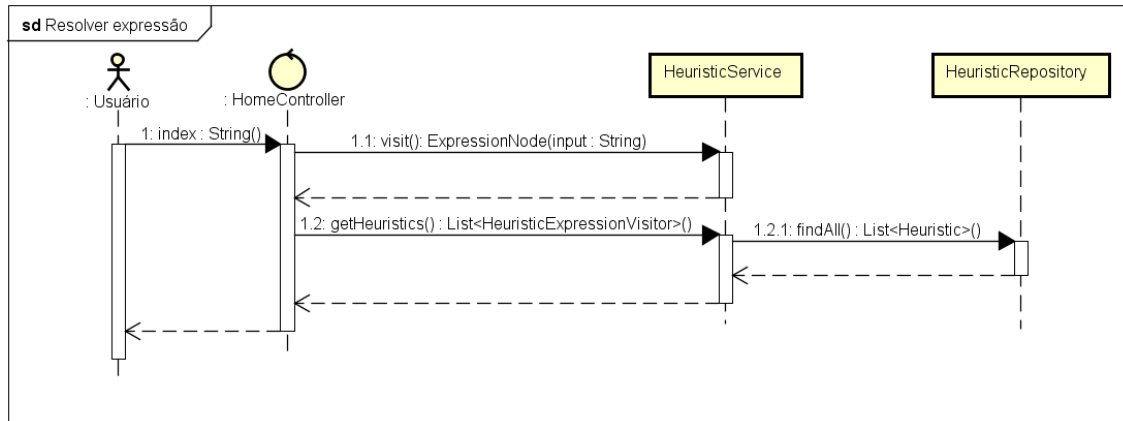 sd Resolver expressão
HeuristicService
HeuristicRepository
: Usuário
: HomeController
1: index : String()
1.1: visit(): ExpressionNode(input : String)
1.2: getHeuristics() : List<HeuristicExpressionVisitor>()
1.2.1: findAll() : List<Heuristic>()